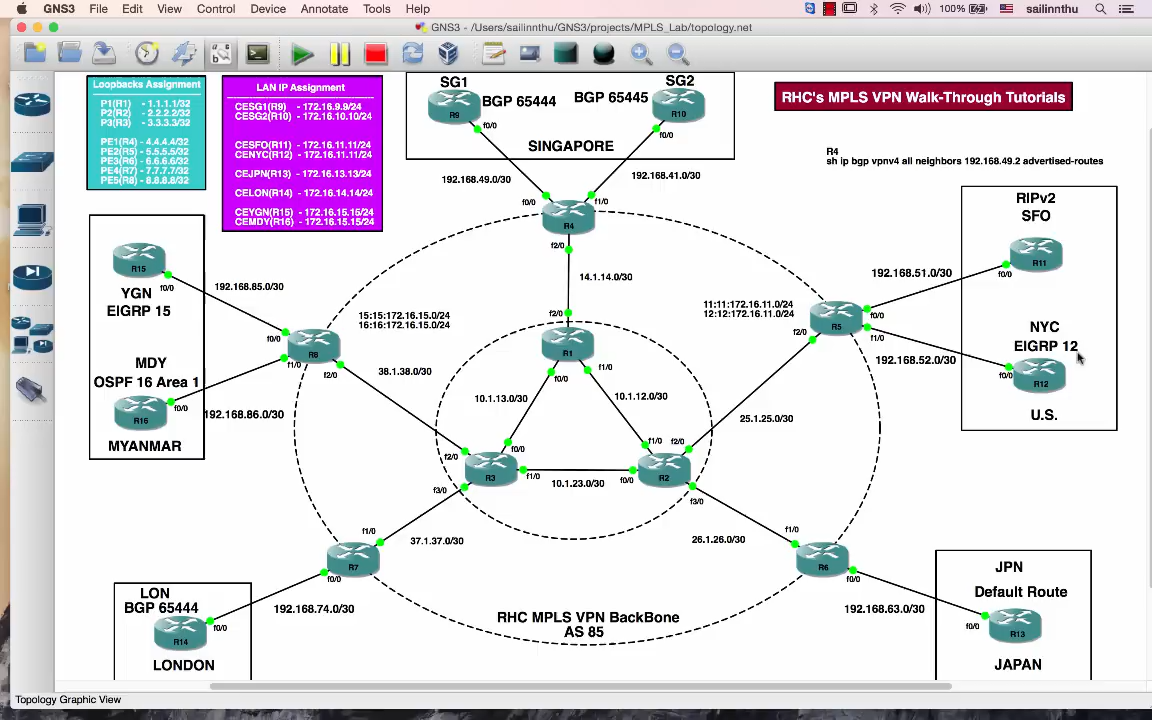 GNS3 File Edit View Control Device Annotate Tools Help
100% sailinnthu
GNS3 - /Users/sailinnthu/GNS3/projects/MPLS_Lab/topology.net
Loopbacks Assignment
P1(R1) - 1.1.1.1/32
P2(R2) - 2.2.2.2/32
P3(R3) - 3.3.3.3/32
PE1(R4) - 4.4.4.4/32
PE2(R5) - 5.5.5.5/32
PE3(R6) - 6.6.6.6/32
PE4(R7) - 7.7.7.7/32
PE5(R8) - 8.8.8.8/32
LAN IP Assignment
CESG1(R9) - 172.16.9.9/24
CESG2(R10) - 172.16.10.10/24
CESFO(R11) - 172.16.11.11/24
CENYC(R12) - 172.16.11.11/24
CEJPN(R13) - 172.16.13.13/24
CELON(R14) - 172.16.14.14/24
CEYGN(R15) - 172.16.15.15/24
CEMDY(R16) - 172.16.15.15/24
SG1
SG2
BGP 65444
BGP 65445
R9
R10
f0/0
f0/0
SINGAPORE
RHC's MPLS VPN Walk-Through Tutorials
R4
sh ip bgp vpnv4 all neighbors 192.168.49.2 advertised-routes
192.168.49.0/30
192.168.41.0/30
f0/0
f1/0
R4
f2/0
14.1.14.0/30
f2/0
RIPv2
SFO
R11
f0/0
192.168.51.0/30
NYC
EIGRP 12
R12
f0/0
U.S.
192.168.52.0/30
11:11:172.16.11.0/24
12:12:172.16.11.0/24
R5
f0/0
f1/0
f2/0
25.1.25.0/30
R15
f0/0
YGN
EIGRP 15
192.168.85.0/30
MDY
OSPF 16 Area 1
R16
f0/0
MYANMAR
192.168.86.0/30
15:15:172.16.15.0/24
16:16:172.16.15.0/24
f0/0
R8
f1/0
f2/0
38.1.38.0/30
R1
f0/0
f1/0
10.1.13.0/30
10.1.12.0/30
f2/0
f0/0
R3
f1/0
f3/0
10.1.23.0/30
f1/0
f2/0
f0/0
R2
f3/0
37.1.37.0/30
26.1.26.0/30
f1/0
R7
f0/0
f1/0
R6
f0/0
192.168.74.0/30
192.168.63.0/30
RHC MPLS VPN BackBone
AS 85
LON
BGP 65444
R14
f0/0
LONDON
JPN
Default Route
f0/0
R13
JAPAN
Topology Graphic View